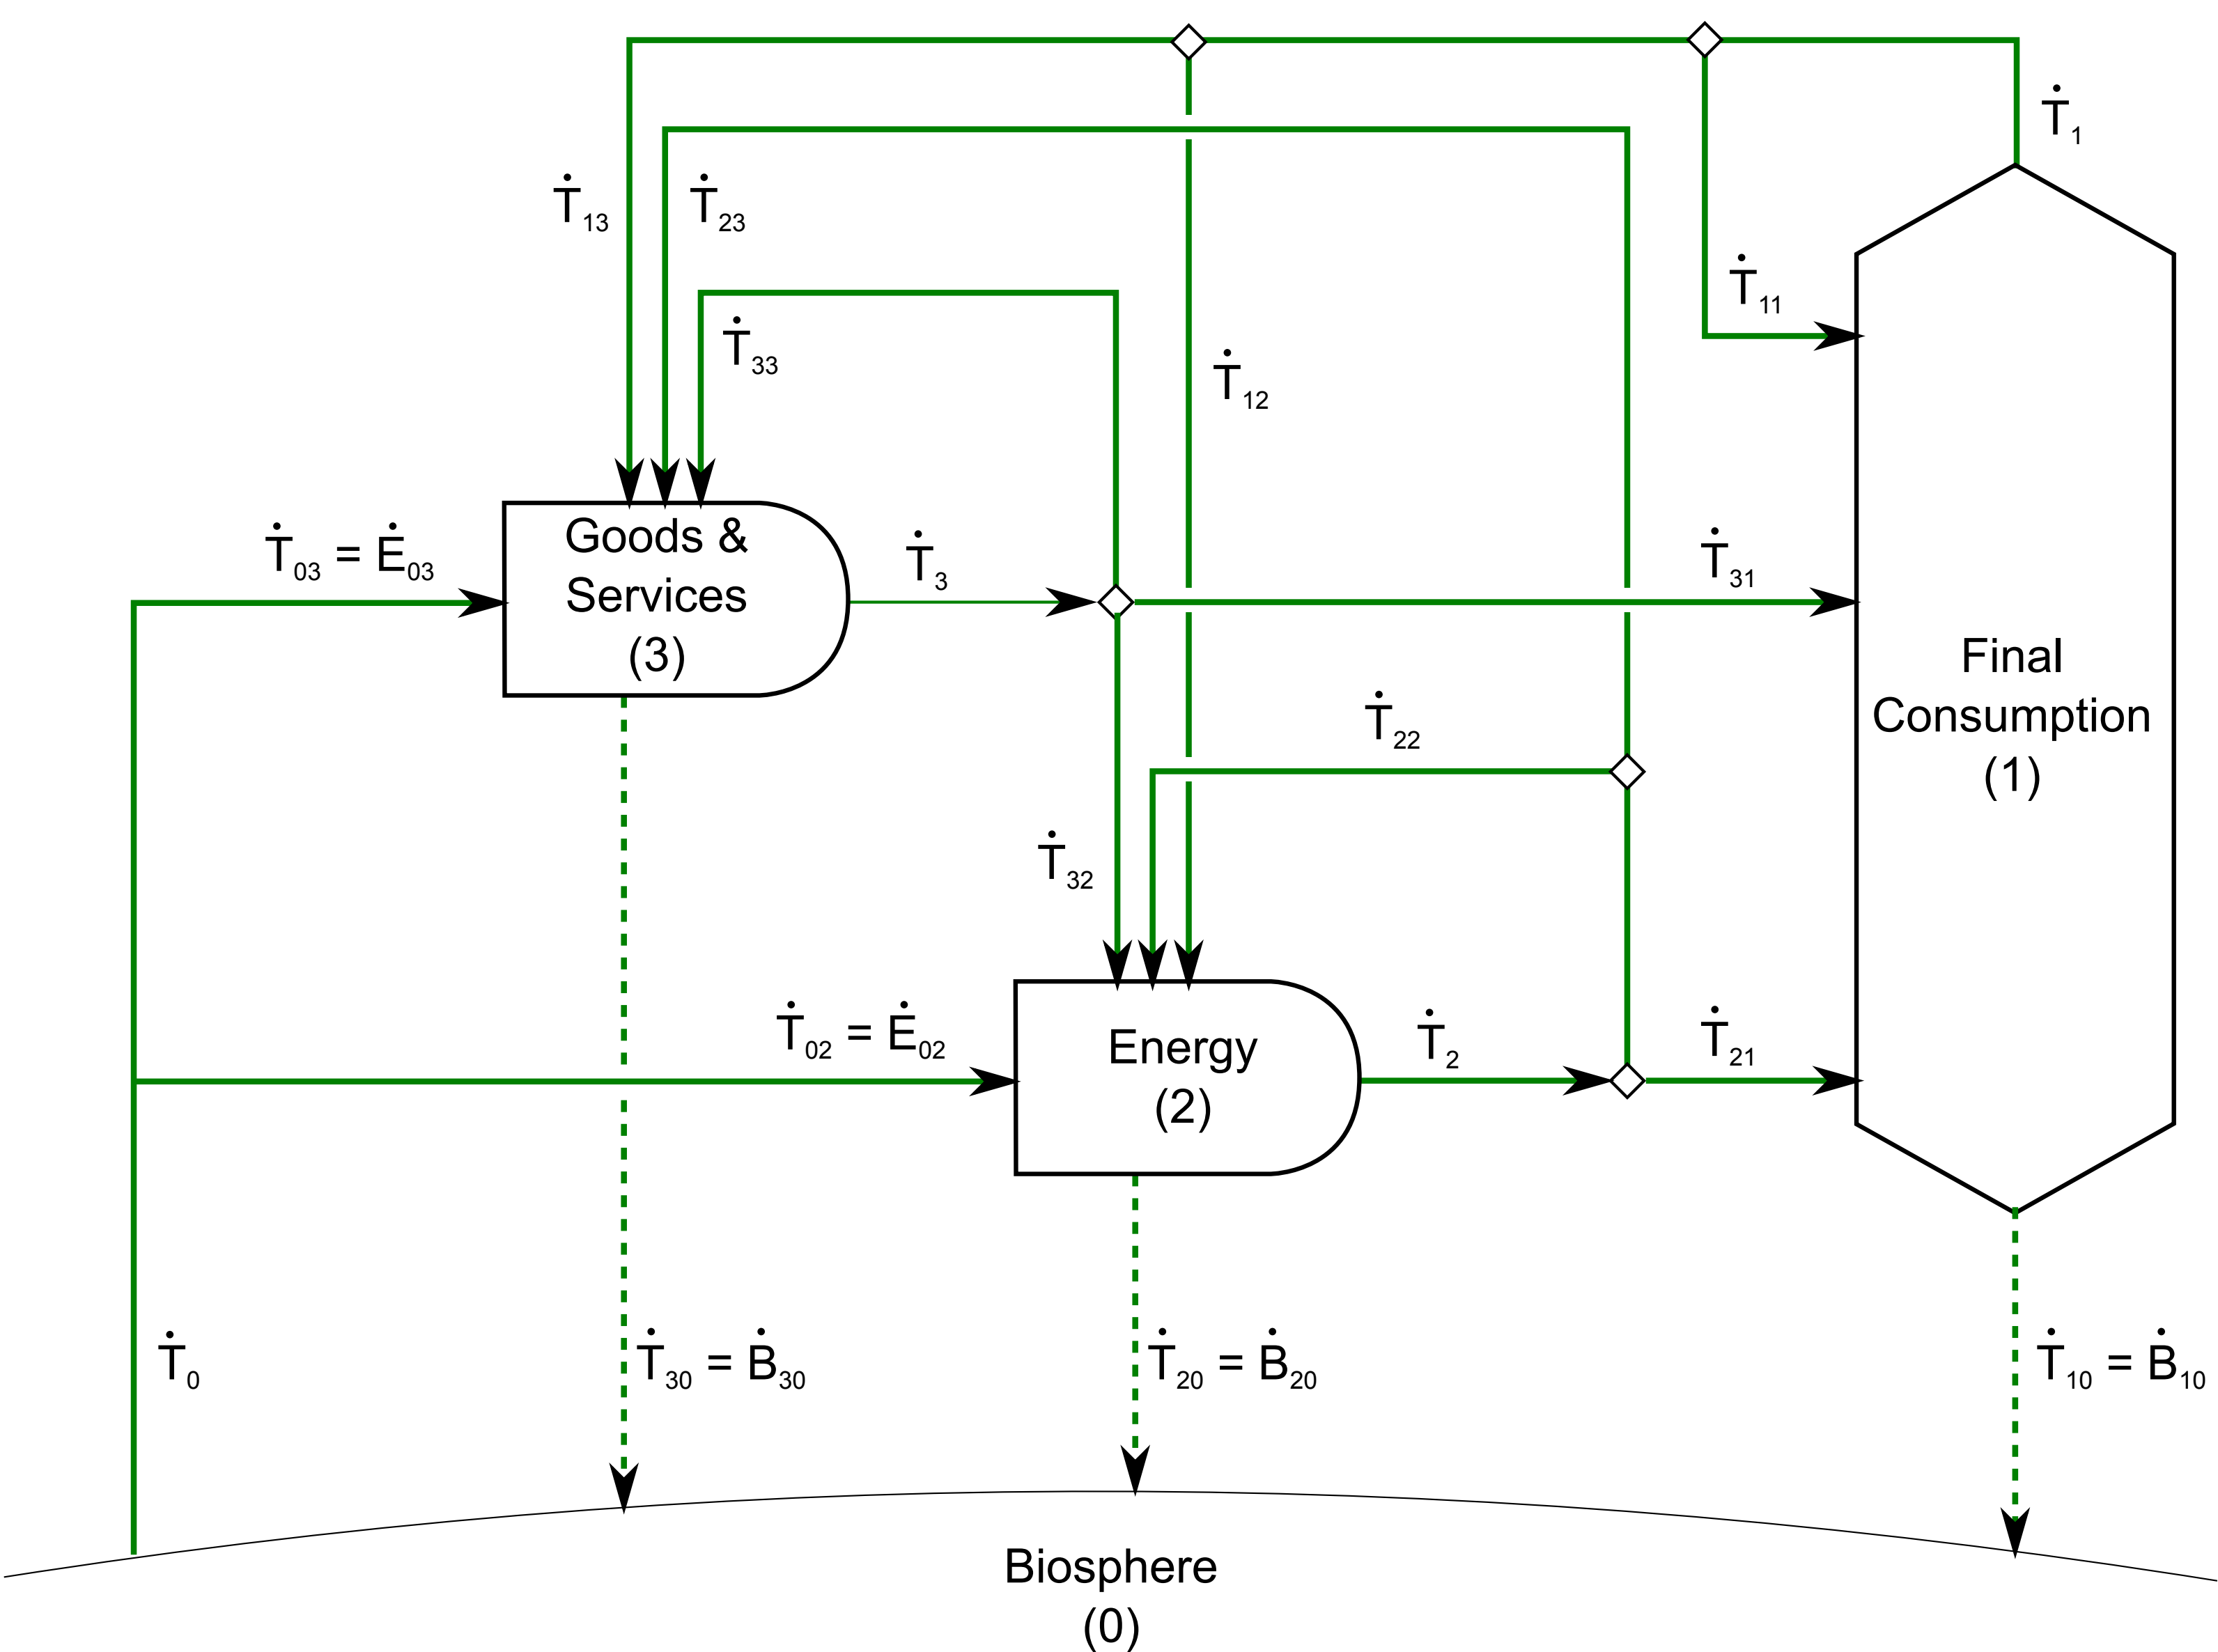 Ṫ₁
Ṫ₁₃
Ṫ₂₃
Ṫ₁₁
Ṫ₃₃
Ṫ₁₂
Goods &
Services
(3)
Ṫ₀₃ = Ė₀₃
Ṫ₃
Ṫ₃₁
Final
Consumption
(1)
Ṫ₂₂
Ṫ₃₂
Ṫ₀₂ = Ė₀₂
Energy
(2)
Ṫ₂
Ṫ₂₁
Ṫ₀
Ṫ₃₀ = Ḃ₃₀
Ṫ₂₀ = Ḃ₂₀
Ṫ₁₀ = Ḃ₁₀
Biosphere
(0)